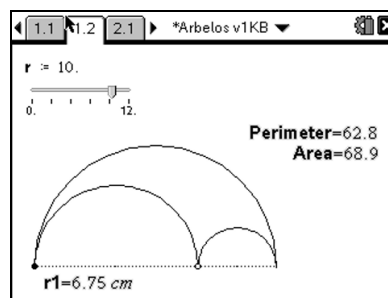 1.1 1.2 2.1 *Arbelos v1KB
r := 10.
0. 12.
Perimeter=62.8
Area=68.9
r1=6.75 cm